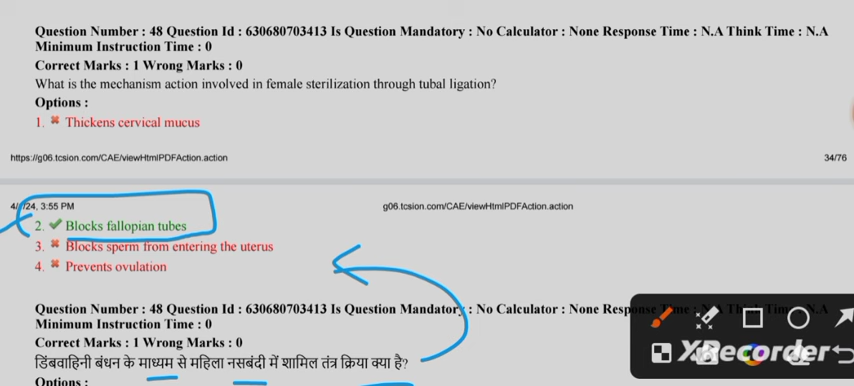 Question Number : 48 Question Id : 630680703413 Is Question Mandatory : No Calculator : None Response Time : N.A Think Time : N.A
Minimum Instruction Time : 0
Correct Marks : 1 Wrong Marks : 0
What is the mechanism action involved in female sterilization through tubal ligation?
Options :
1. ✖ Thickens cervical mucus
https://g06.tcsion.com/CAE/viewHtmlPDFAction.action
34/76
24, 3:55 PM
g06.tcsion.com/CAE/viewHtmlPDFAction.action
2. ✔ Blocks fallopian tubes
3. ✖ Blocks sperm from entering the uterus
4. ✖ Prevents ovulation
Question Number : 48 Question Id : 630680703413 Is Question Mandatory : No Calculator : None
Minimum Instruction Time : 0
Correct Marks : 1 Wrong Marks : 0
डिंबवाहिनी बंधन के माध्यम से महिला नसबंदी में शामिल तंत्र क्रिया क्या है?
Options :
XRecorder